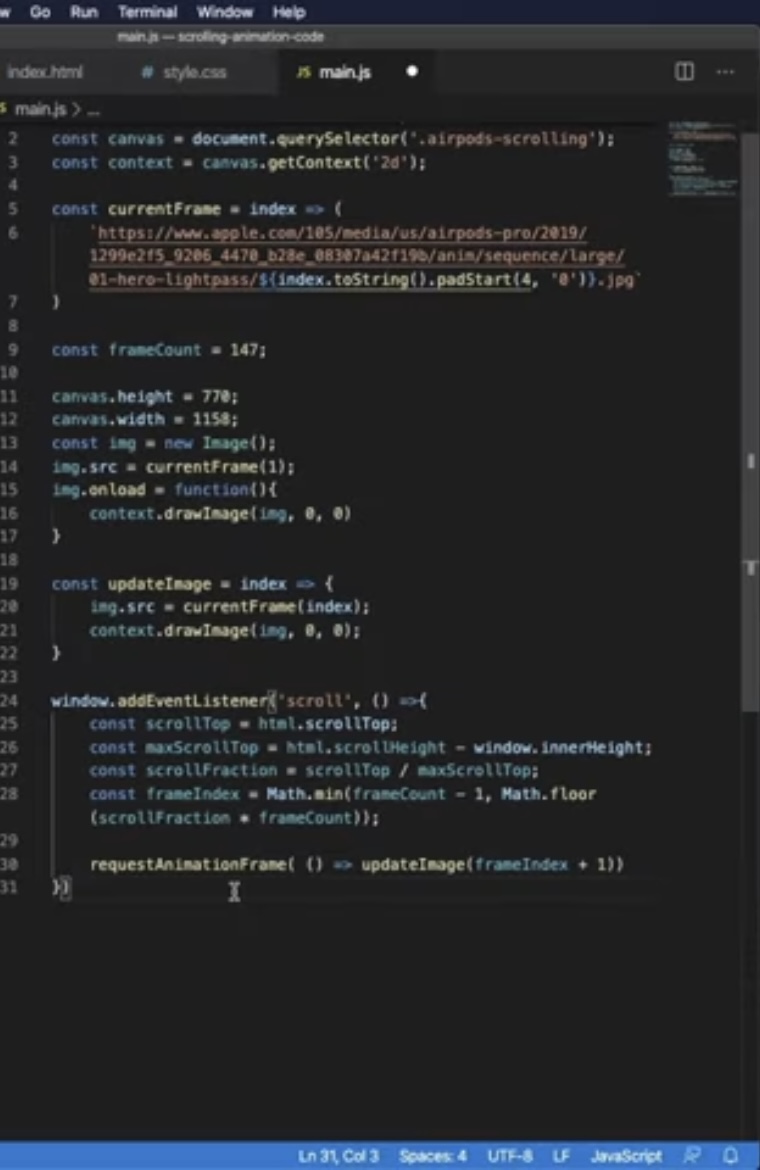 w Go Run Terminal Window Help
main.js — scrolling-animation-code
index.html # style.css JS main.js
main.js > ...
2 const canvas = document.querySelector('.airpods-scrolling');
3 const context = canvas.getContext('2d');
4
5 const currentFrame = index => (
6 `https://www.apple.com/105/media/us/airpods-pro/2019/
1299e2f5_9206_4470_b28e_08307a42f19b/anim/sequence/large/
01-hero-lightpass/${index.toString().padStart(4, '0')}.jpg`
7 )
8
9 const frameCount = 147;
10
11 canvas.height = 770;
12 canvas.width = 1158;
13 const img = new Image();
14 img.src = currentFrame(1);
15 img.onload = function(){
16 context.drawImage(img, 0, 0)
17 }
18
19 const updateImage = index => {
20 img.src = currentFrame(index);
21 context.drawImage(img, 0, 0);
22 }
23
24 window.addEventListener('scroll', () =>{
25 const scrollTop = html.scrollTop;
26 const maxScrollTop = html.scrollHeight - window.innerHeight;
27 const scrollFraction = scrollTop / maxScrollTop;
28 const frameIndex = Math.min(frameCount - 1, Math.floor
(scrollFraction * frameCount));
29
30 requestAnimationFrame( () => updateImage(frameIndex + 1))
31 })
Ln 31, Col 3 Spaces: 4 UTF-8 LF JavaScript